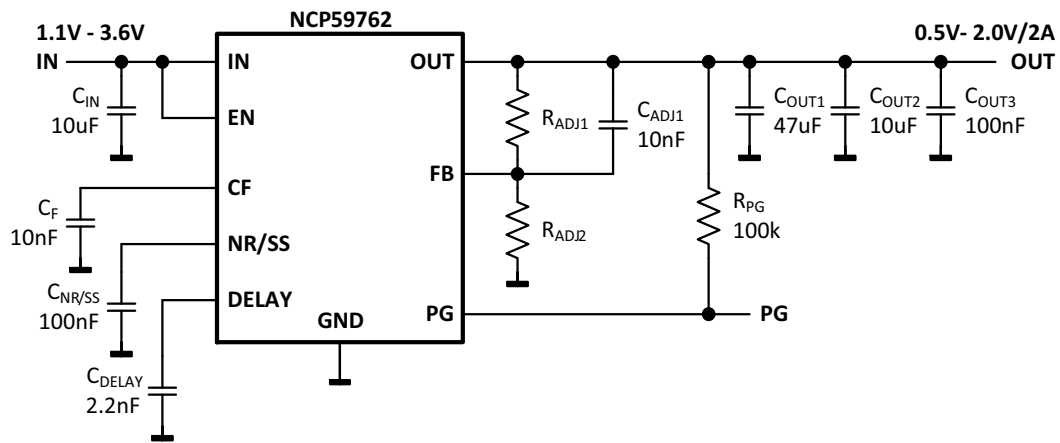 NCP59762
1.1V - 3.6V
0.5V- 2.0V/2A
IN
IN
OUT
OUT
C_IN
10uF
EN
R_ADJ1
C_ADJ1
10nF
C_OUT1
47uF
C_OUT2
10uF
C_OUT3
100nF
FB
CF
C_F
10nF
R_PG
100k
R_ADJ2
NR/SS
C_NR/SS
100nF
DELAY
GND
PG
PG
C_DELAY
2.2nF